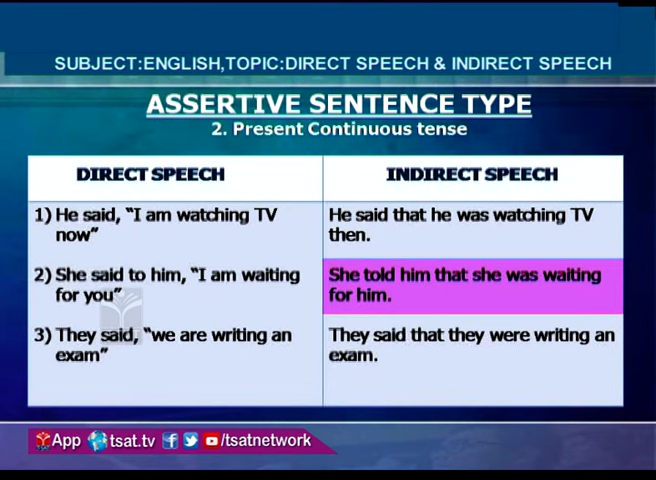 SUBJECT:ENGLISH,TOPIC:DIRECT SPEECH & INDIRECT SPEECH
ASSERTIVE SENTENCE TYPE
2. Present Continuous tense
DIRECT SPEECH
INDIRECT SPEECH
1) He said, “I am watching TV
now”
He said that he was watching TV
then.
2) She said to him, “I am waiting
for you”
She told him that she was waiting
for him.
3) They said, “we are writing an
exam”
They said that they were writing an
exam.
App tsat.tv /tsatnetwork